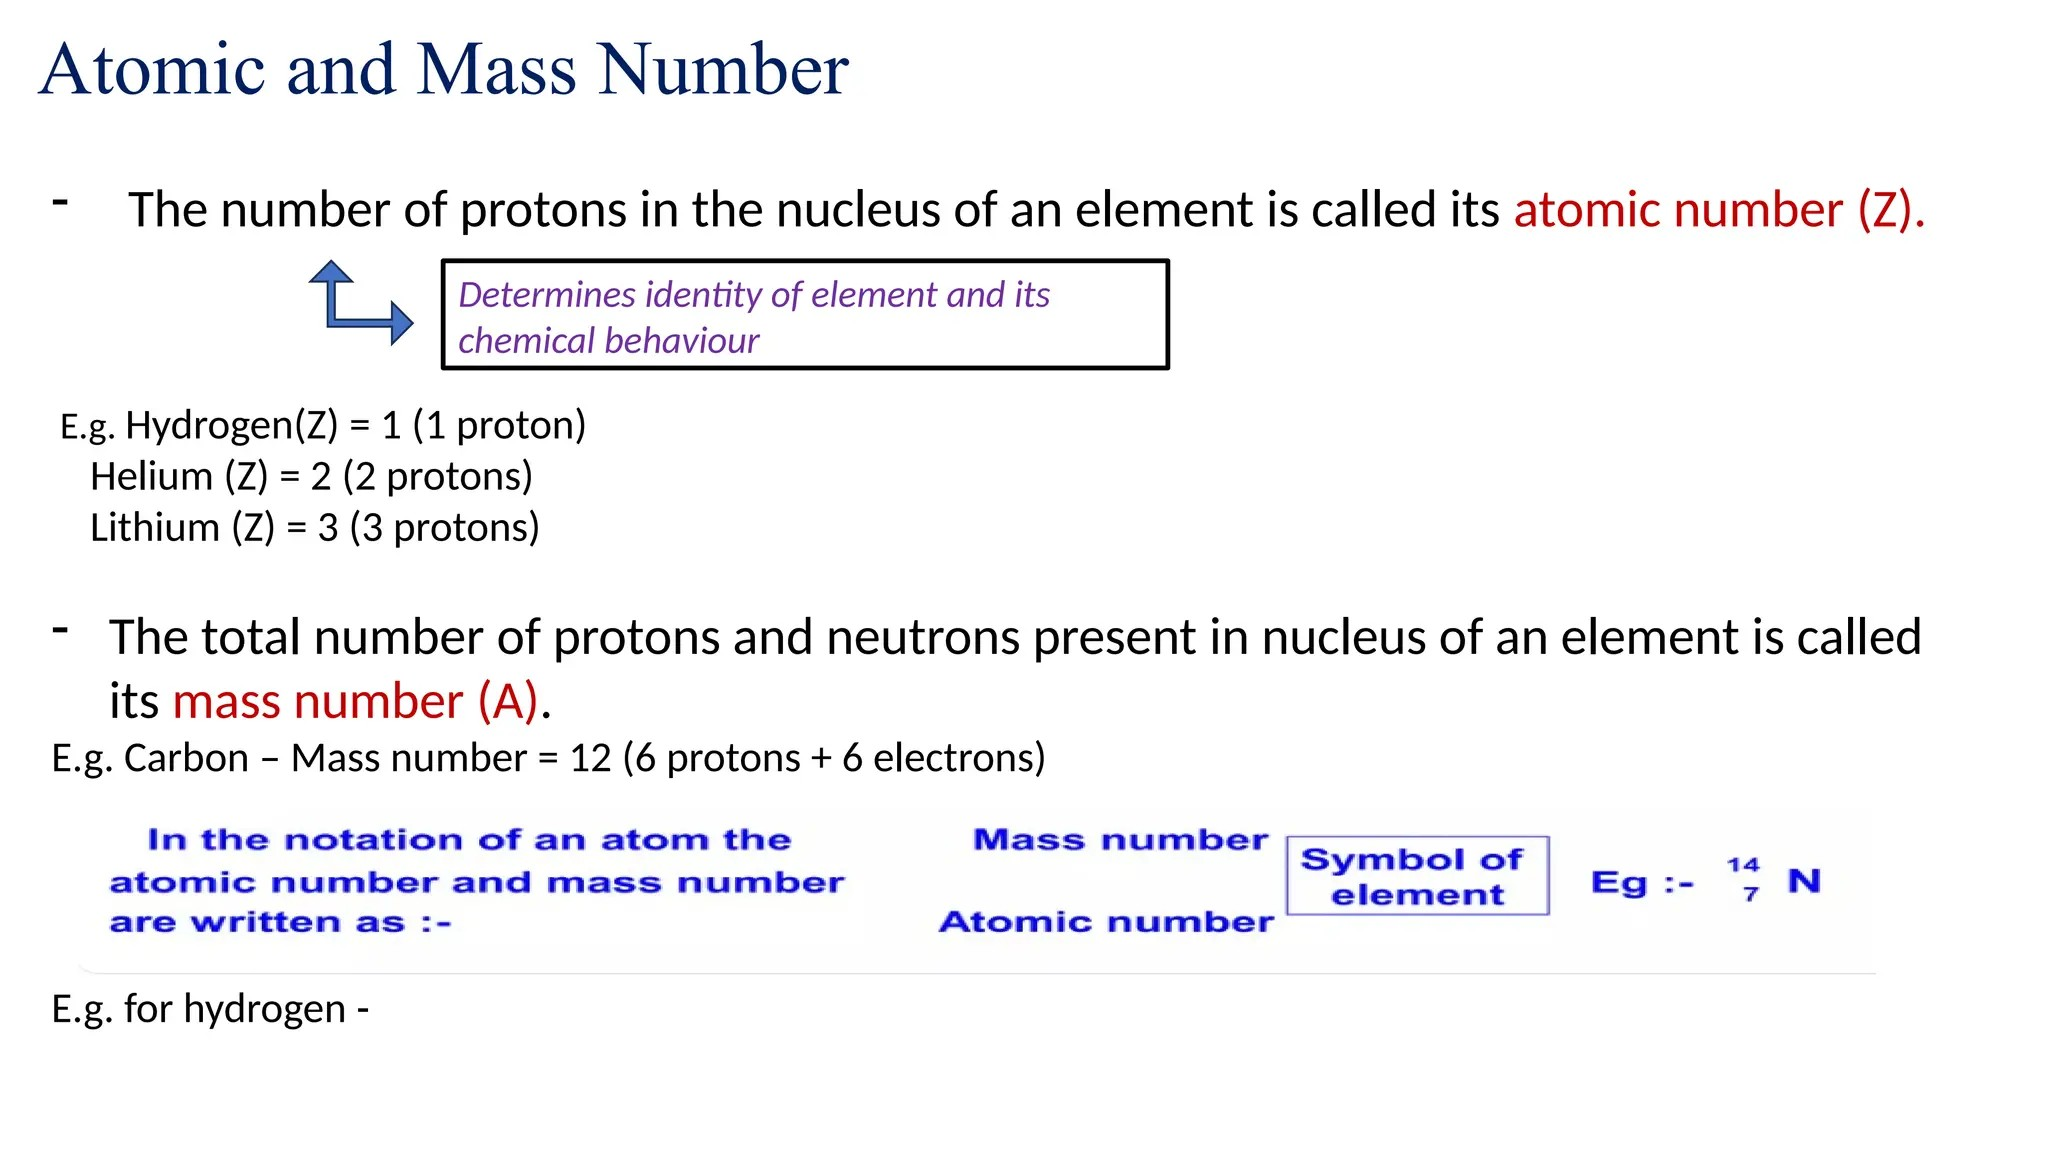 Atomic and Mass Number
- The number of protons in the nucleus of an element is called its atomic number (Z).
Determines identity of element and its
chemical behaviour
E.g. Hydrogen(Z) = 1 (1 proton)
Helium (Z) = 2 (2 protons)
Lithium (Z) = 3 (3 protons)
- The total number of protons and neutrons present in nucleus of an element is called
its mass number (A).
E.g. Carbon – Mass number = 12 (6 protons + 6 electrons)
In the notation of an atom the
atomic number and mass number
are written as :-
Mass number
Atomic number
Symbol of
element
Eg :- 14 7 N
E.g. for hydrogen -